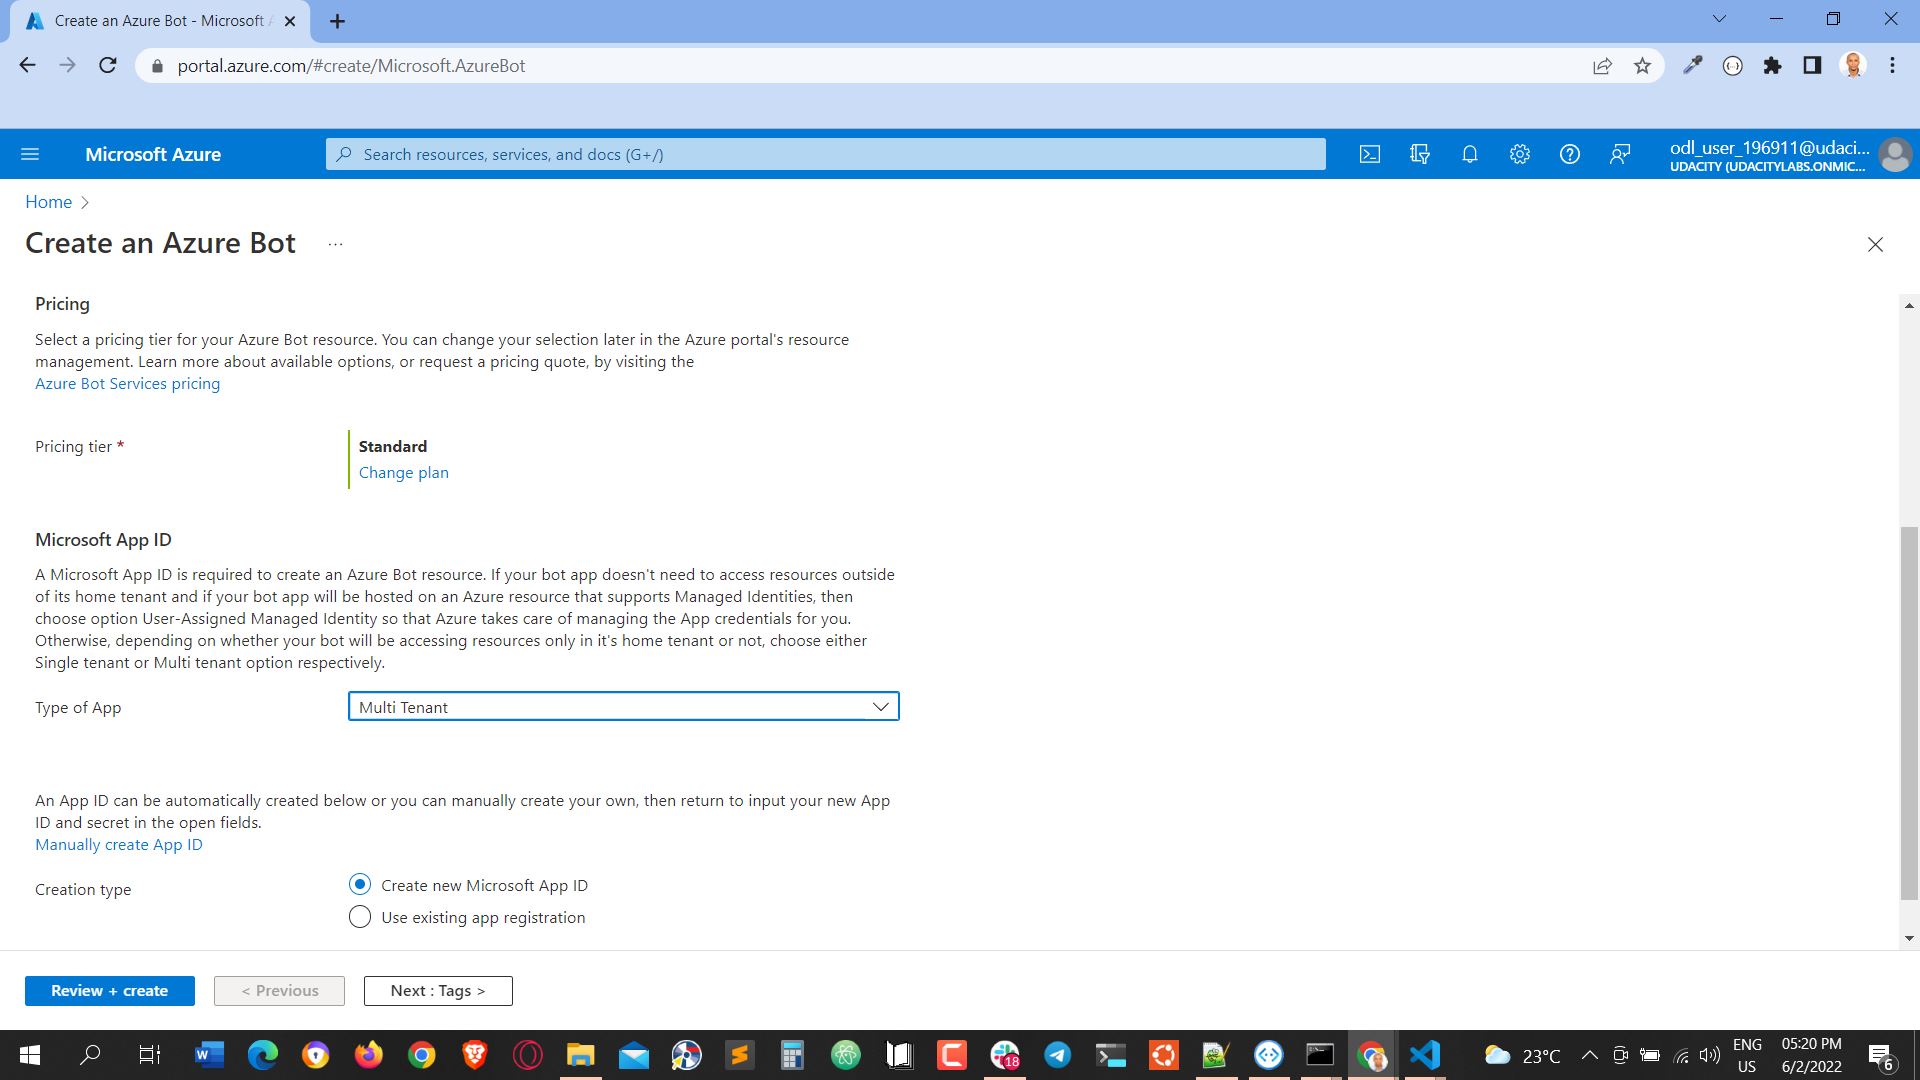 Create an Azure Bot - Microsoft A
portal.azure.com/#create/Microsoft.AzureBot
Microsoft Azure
Search resources, services, and docs (G+/)
odl_user_196911@udaci...
UDACITY (UDACITYLABS.ONMIC...
Home
Create an Azure Bot
...
Pricing
Select a pricing tier for your Azure Bot resource. You can change your selection later in the Azure portal's resource
management. Learn more about available options, or request a pricing quote, by visiting the
Azure Bot Services pricing
Pricing tier *
Standard
Change plan
Microsoft App ID
A Microsoft App ID is required to create an Azure Bot resource. If your bot app doesn't need to access resources outside
of its home tenant and if your bot app will be hosted on an Azure resource that supports Managed Identities, then
choose option User-Assigned Managed Identity so that Azure takes care of managing the App credentials for you.
Otherwise, depending on whether your bot will be accessing resources only in it's home tenant or not, choose either
Single tenant or Multi tenant option respectively.
Type of App
Multi Tenant
An App ID can be automatically created below or you can manually create your own, then return to input your new App
ID and secret in the open fields.
Manually create App ID
Creation type
Create new Microsoft App ID
Use existing app registration
Review + create
< Previous
Next : Tags >
18
23°C
ENG
US
05:20 PM
6/2/2022
6